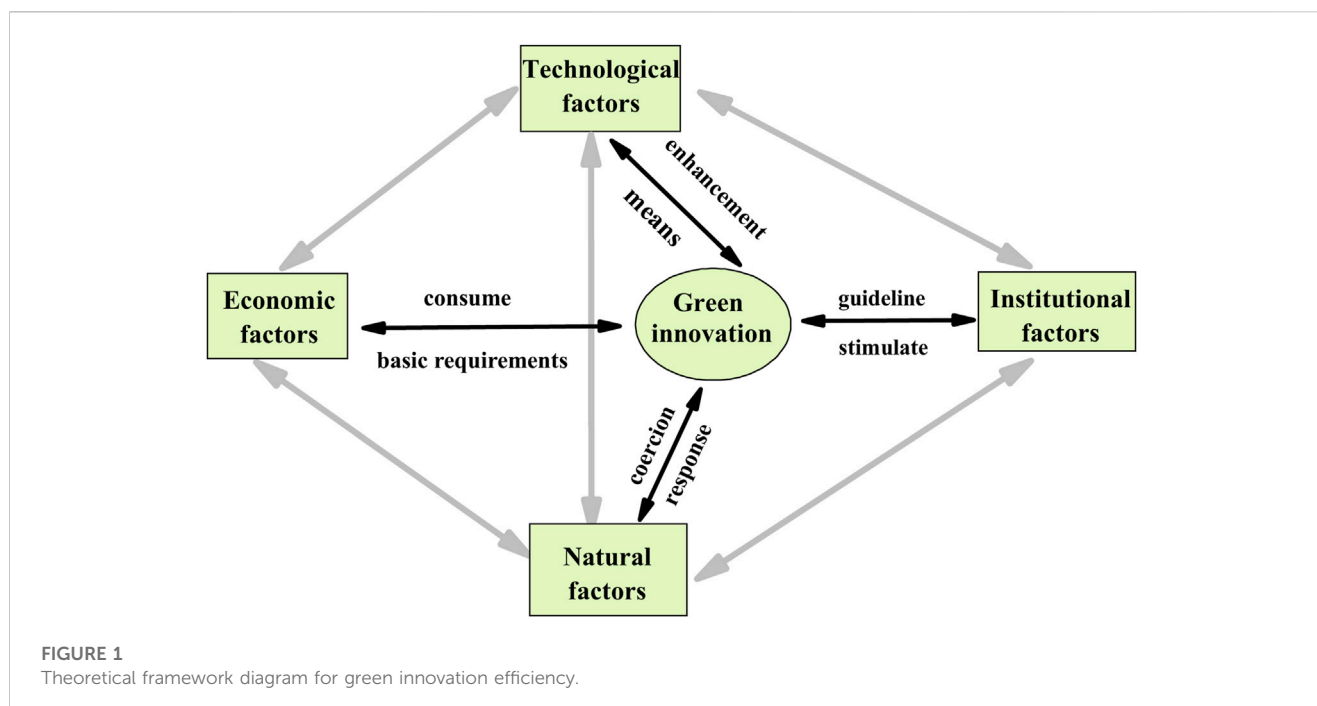 Technological
factors
enhancement
means
Economic
factors
consume
basic requirements
Green
innovation
guideline
stimulate
Institutional
factors
coercion
response
Natural
factors
FIGURE 1
Theoretical framework diagram for green innovation efficiency.